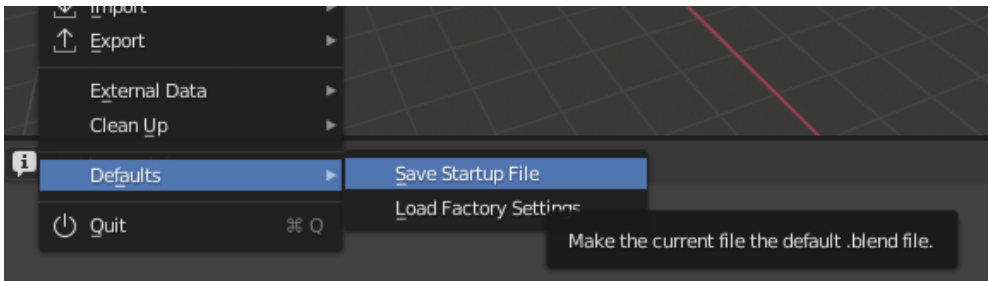 Import
Export
External Data
Clean Up
Defaults
Save Startup File
Load Factory Settings
Quit ⌘ Q
Make the current file the default .blend file.